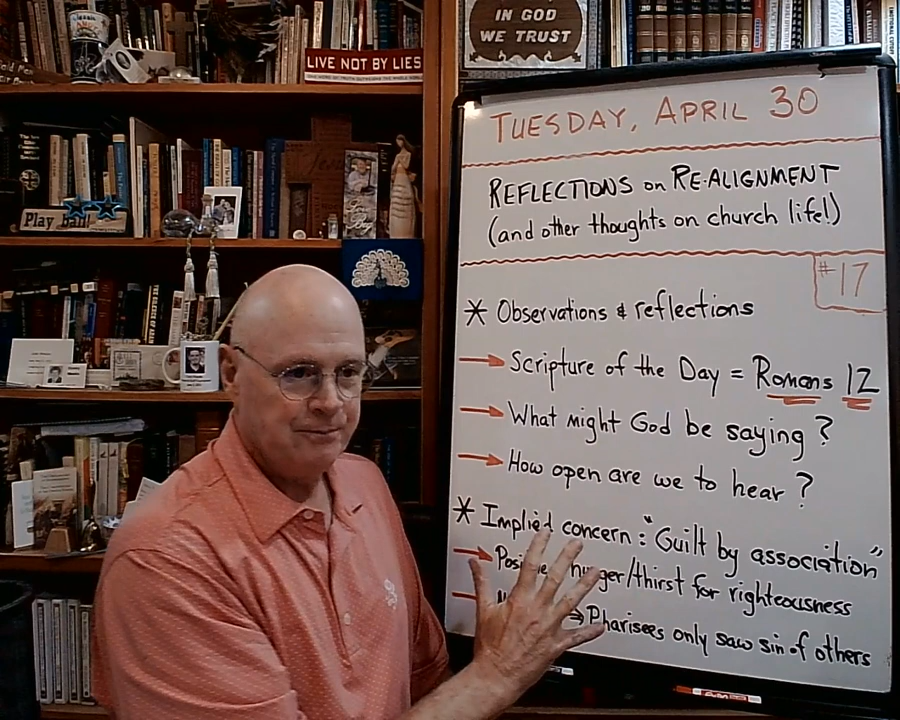 IN GOD
WE TRUST
LIVE NOT BY LIES
Play Ball!
TUESDAY, APRIL 30
REFLECTIONS on RE-ALIGNMENT
(and other thoughts on church life!)
#17
* Observations & reflections
→ Scripture of the Day = Romans 12
→ What might God be saying?
→ How open are we to hear?
* Implied concern: "Guilt by association"
→ hunger/thirst for righteousness
⇒ Pharisees only saw sin of others